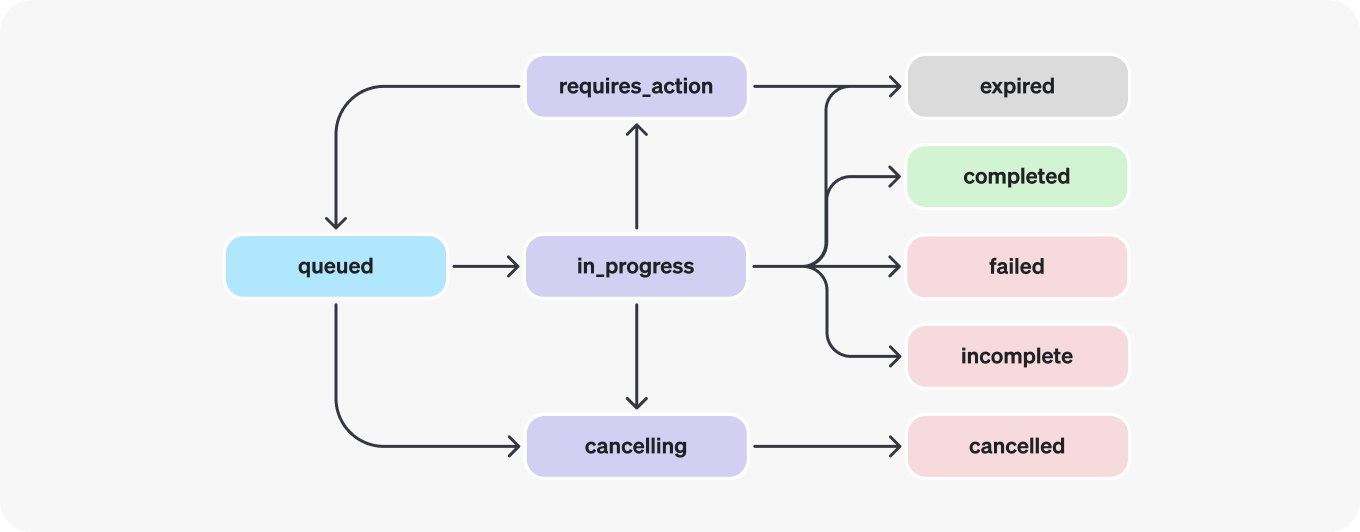 requires_action
expired
completed
queued
in_progress
failed
incomplete
cancelling
cancelled